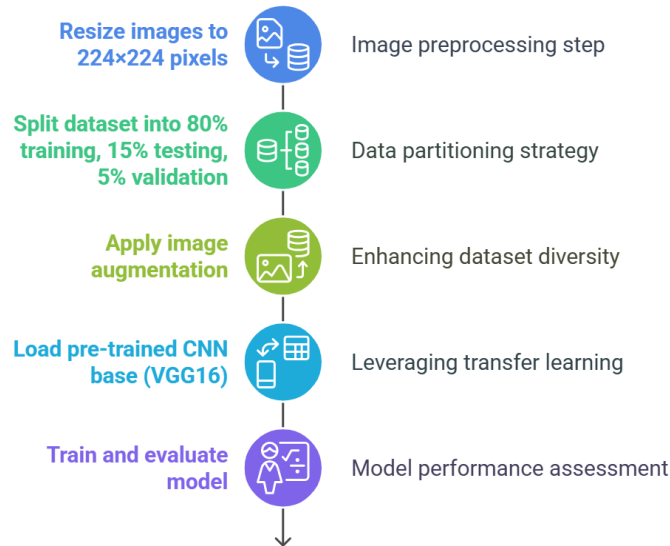 Resize images to
224×224 pixels
Image preprocessing step
Split dataset into 80%
training, 15% testing,
5% validation
Data partitioning strategy
Apply image
augmentation
Enhancing dataset diversity
Load pre-trained CNN
base (VGG16)
Leveraging transfer learning
Train and evaluate
model
Model performance assessment